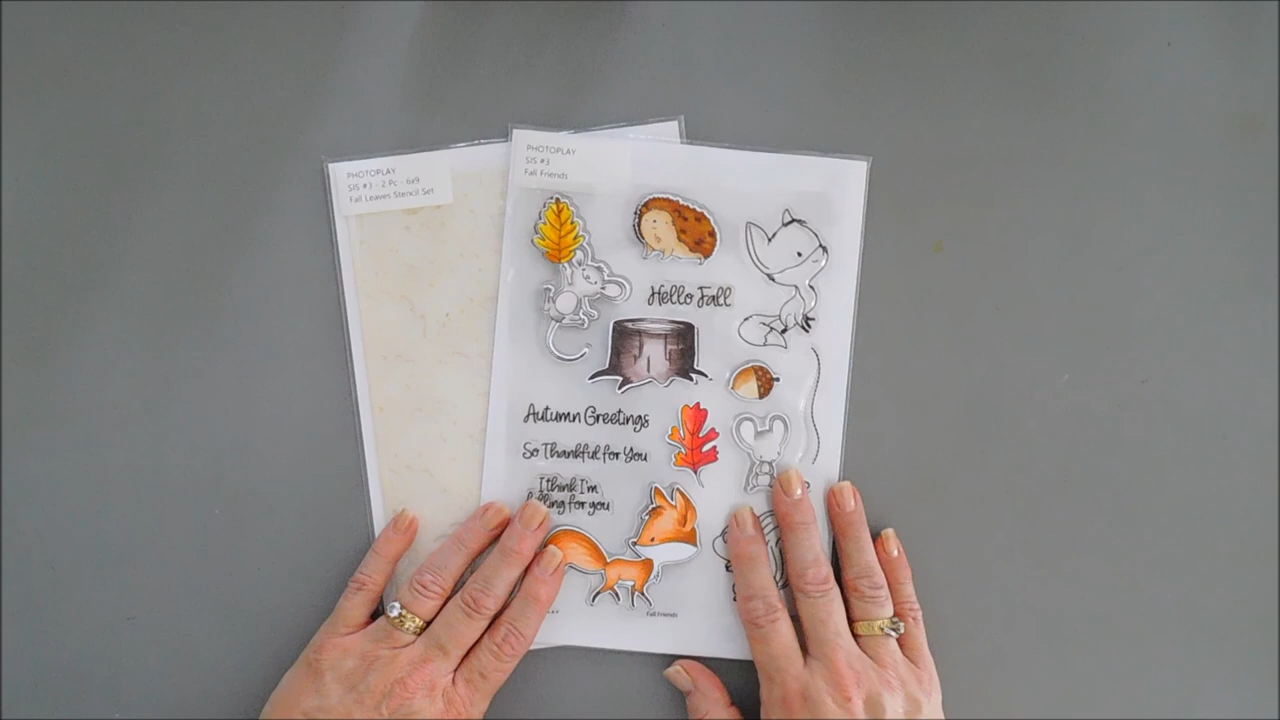 PHOTOPLAY
SIS #3 - 2 Pc - 6x9
Fall Leaves Stencil Set
PHOTOPLAY
SIS #3
Fall Friends
Hello Fall
Autumn Greetings
So Thankful for You
I think I'm
falling for you
Fall Friends